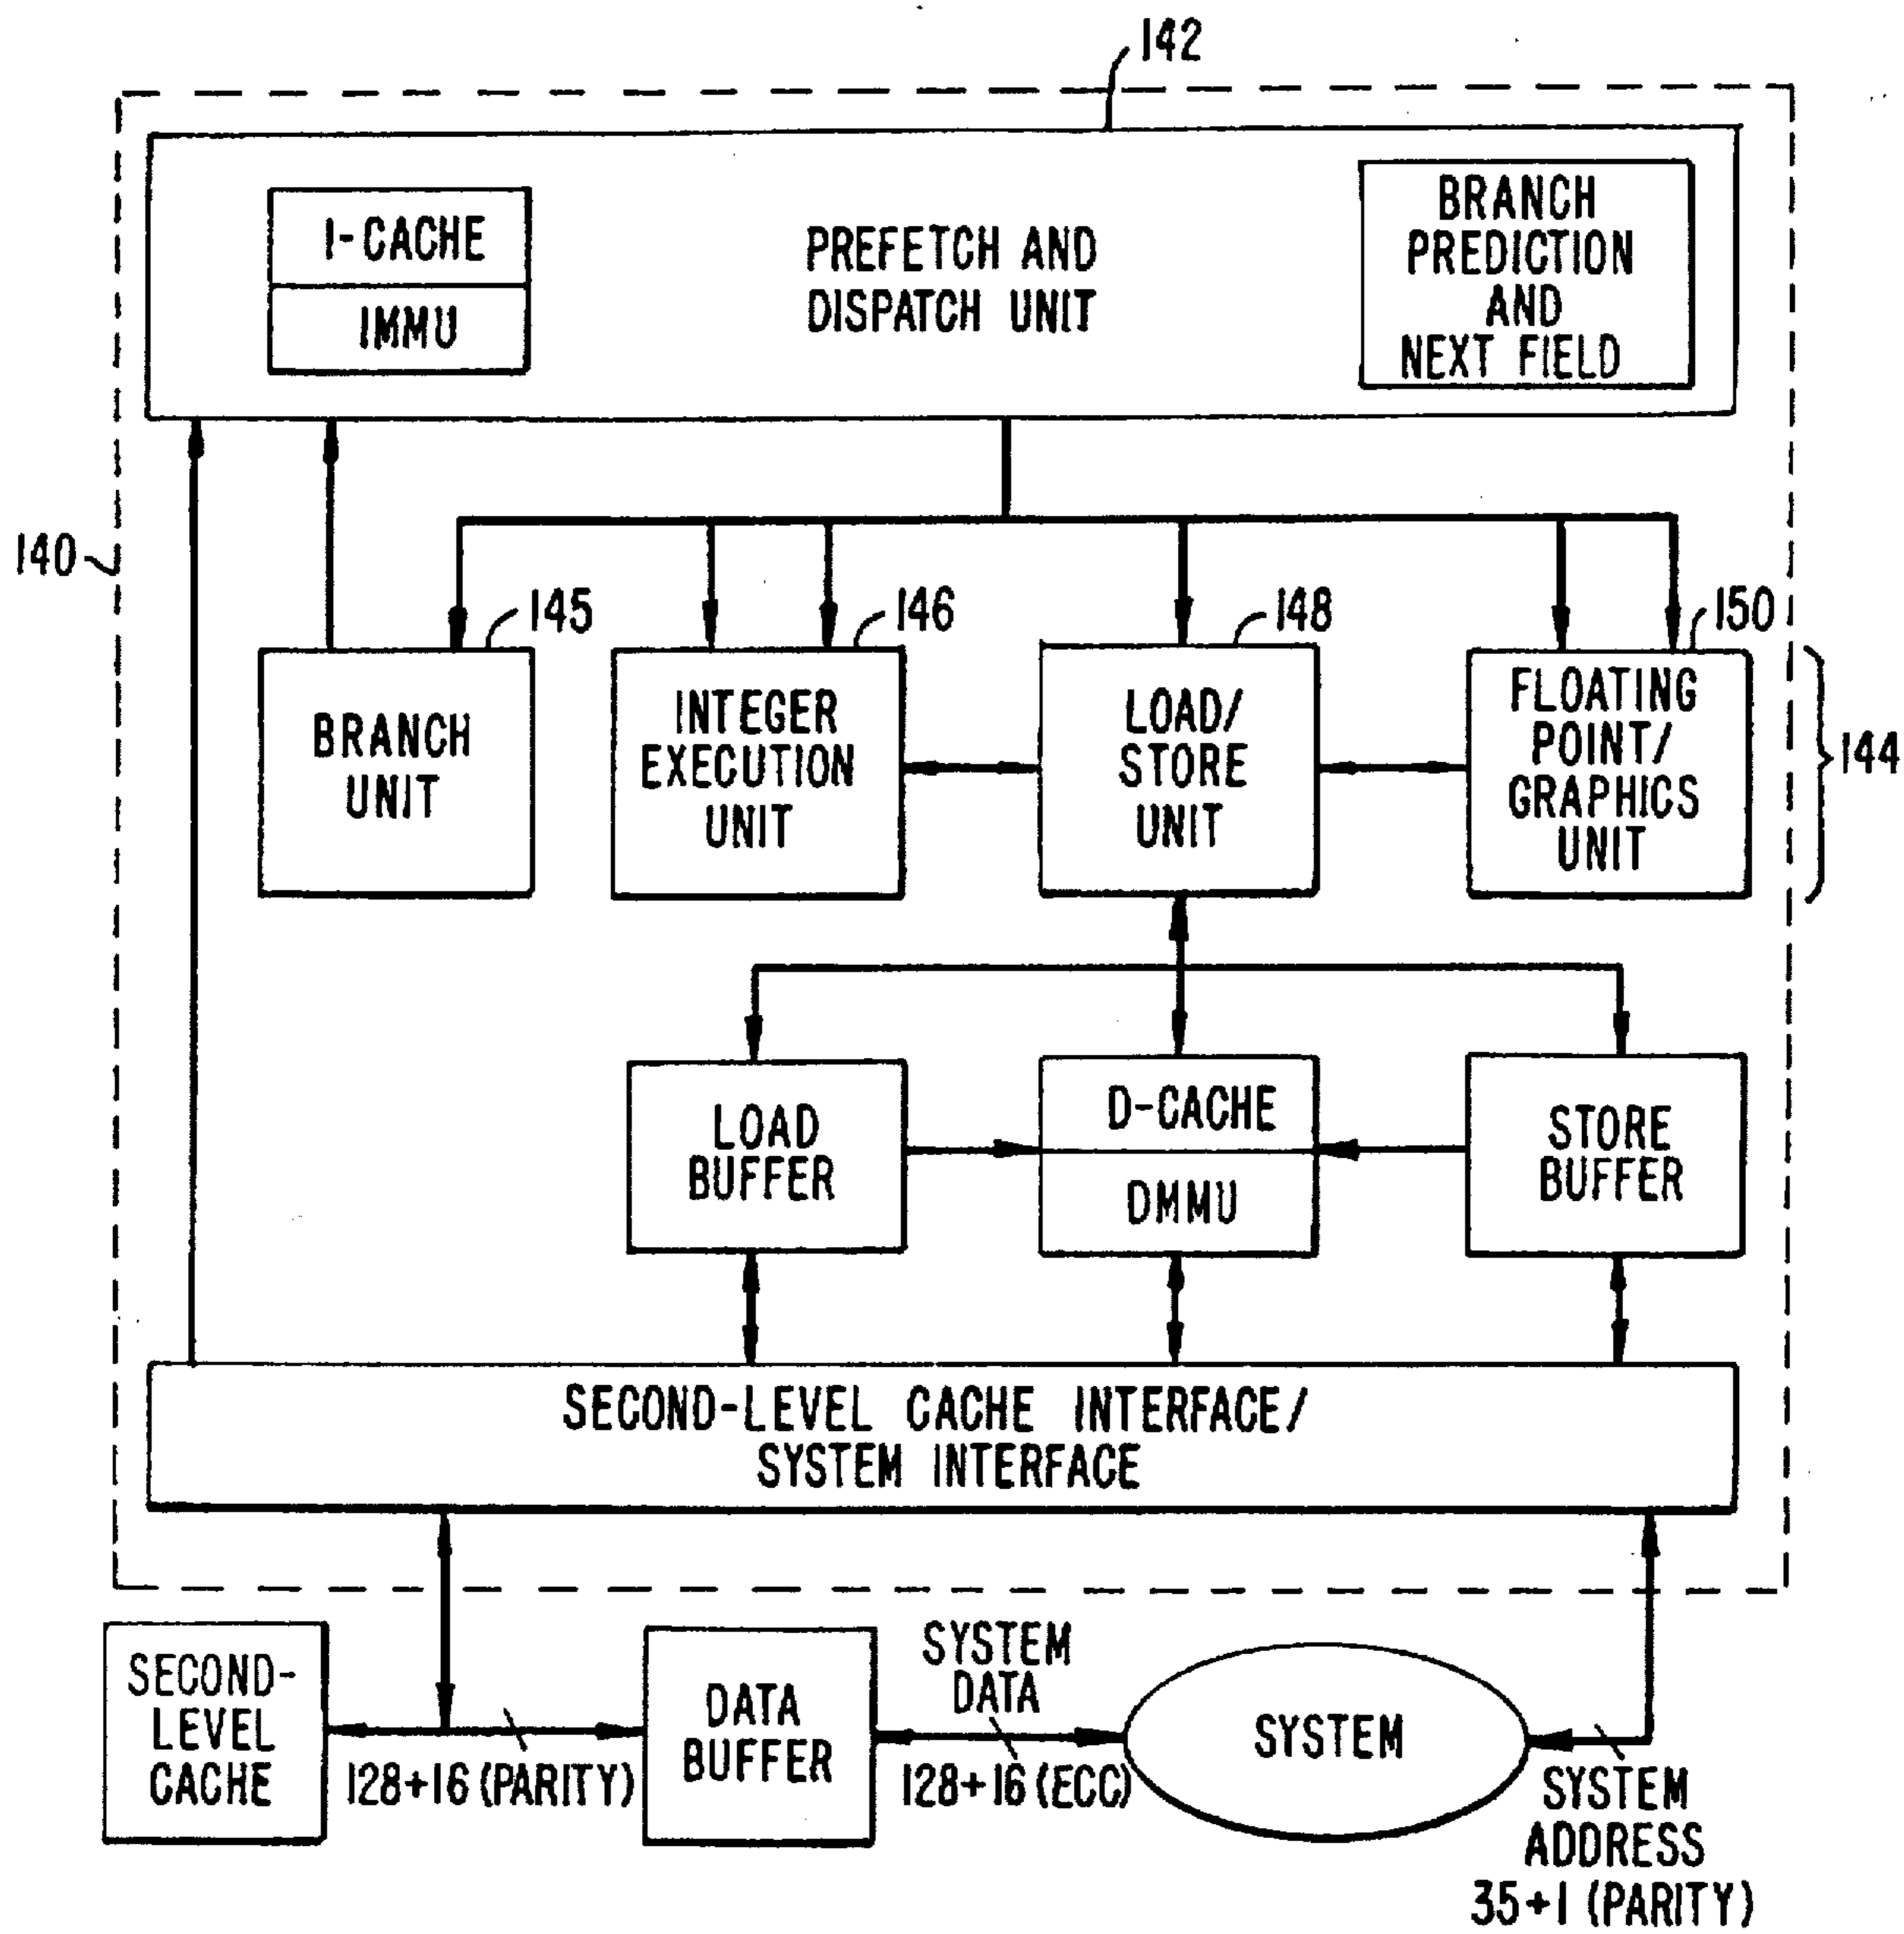 142
I-CACHE
IMMU
PREFETCH AND
DISPATCH UNIT
BRANCH
PREDICTION
AND
NEXT FIELD
140
145
146
148
150
BRANCH
UNIT
INTEGER
EXECUTION
UNIT
LOAD/
STORE
UNIT
FLOATING
POINT/
GRAPHICS
UNIT
144
LOAD
BUFFER
D-CACHE
DMMU
STORE
BUFFER
SECOND-LEVEL CACHE INTERFACE/
SYSTEM INTERFACE
SECOND-
LEVEL
CACHE
128+16 (PARITY)
DATA
BUFFER
SYSTEM
DATA
128+16 (ECC)
SYSTEM
SYSTEM
ADDRESS
35+1 (PARITY)